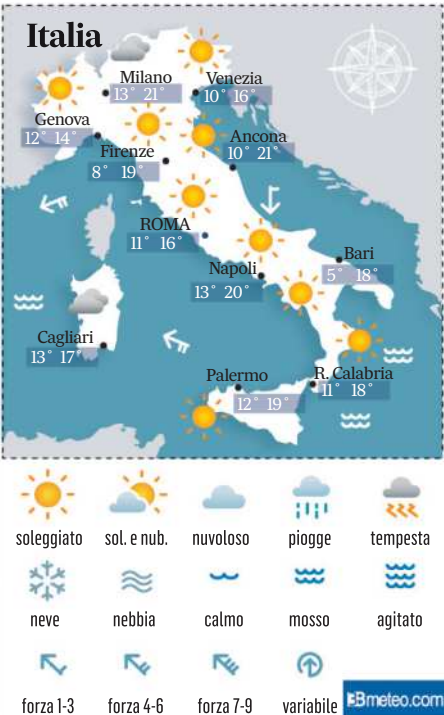 Italia
Milano
13° 21°
Venezia
10° 16°
Genova
12° 14°
Ancona
10° 21°
Firenze
8° 19°
ROMA
11° 16°
Bari
5° 18°
Napoli
13° 20°
Cagliari
13° 17°
Palermo
12° 19°
R. Calabria
11° 18°
soleggiato sol. e nub. nuvoloso piogge tempesta
neve nebbia calmo mosso agitato
forza 1-3 forza 4-6 forza 7-9 variabile
3Bmeteo.com